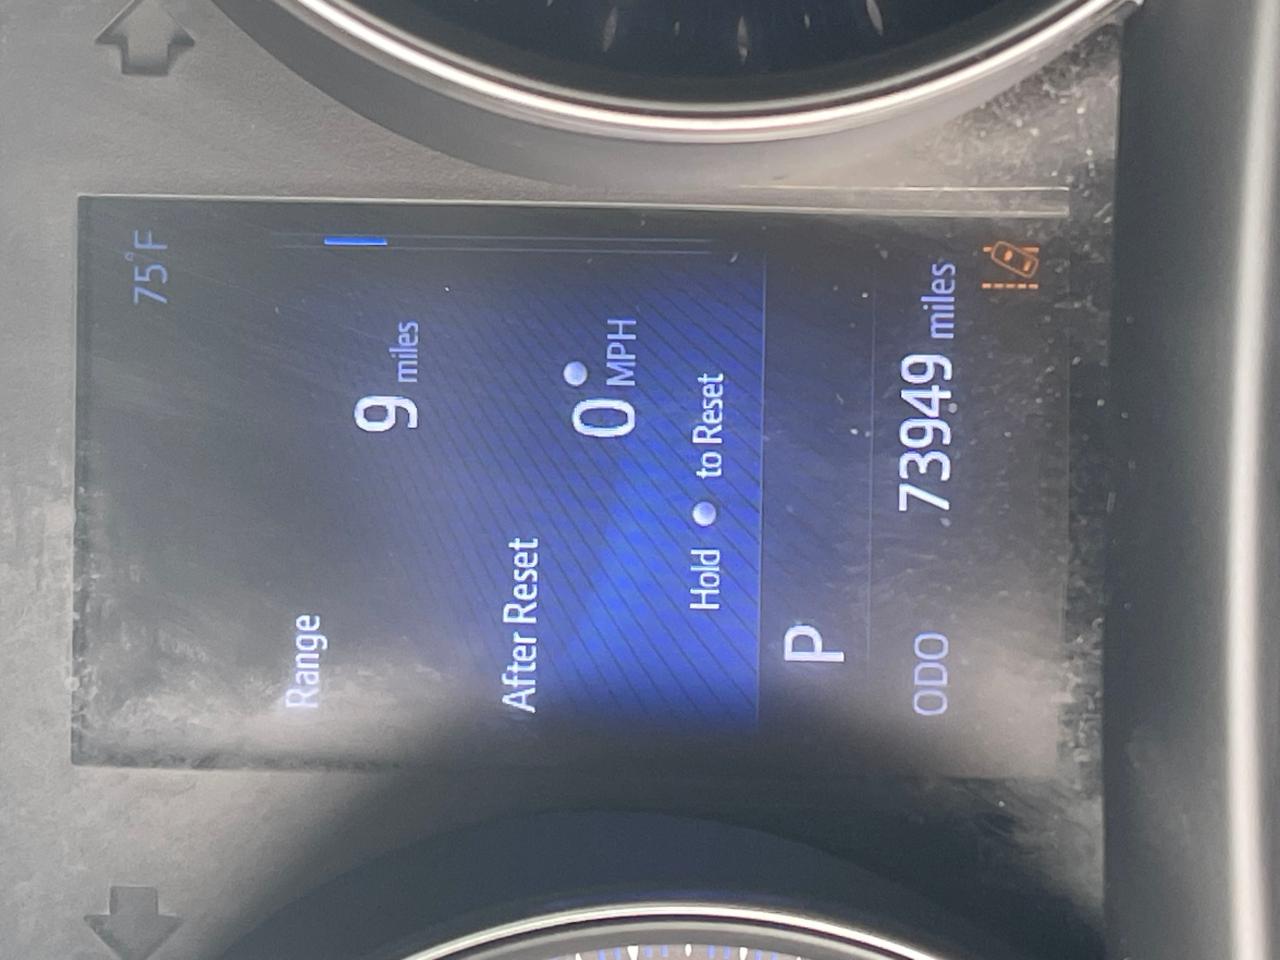 75°F
Range
9 miles
After Reset
0 MPH
Hold to Reset
P
ODO 73949 miles